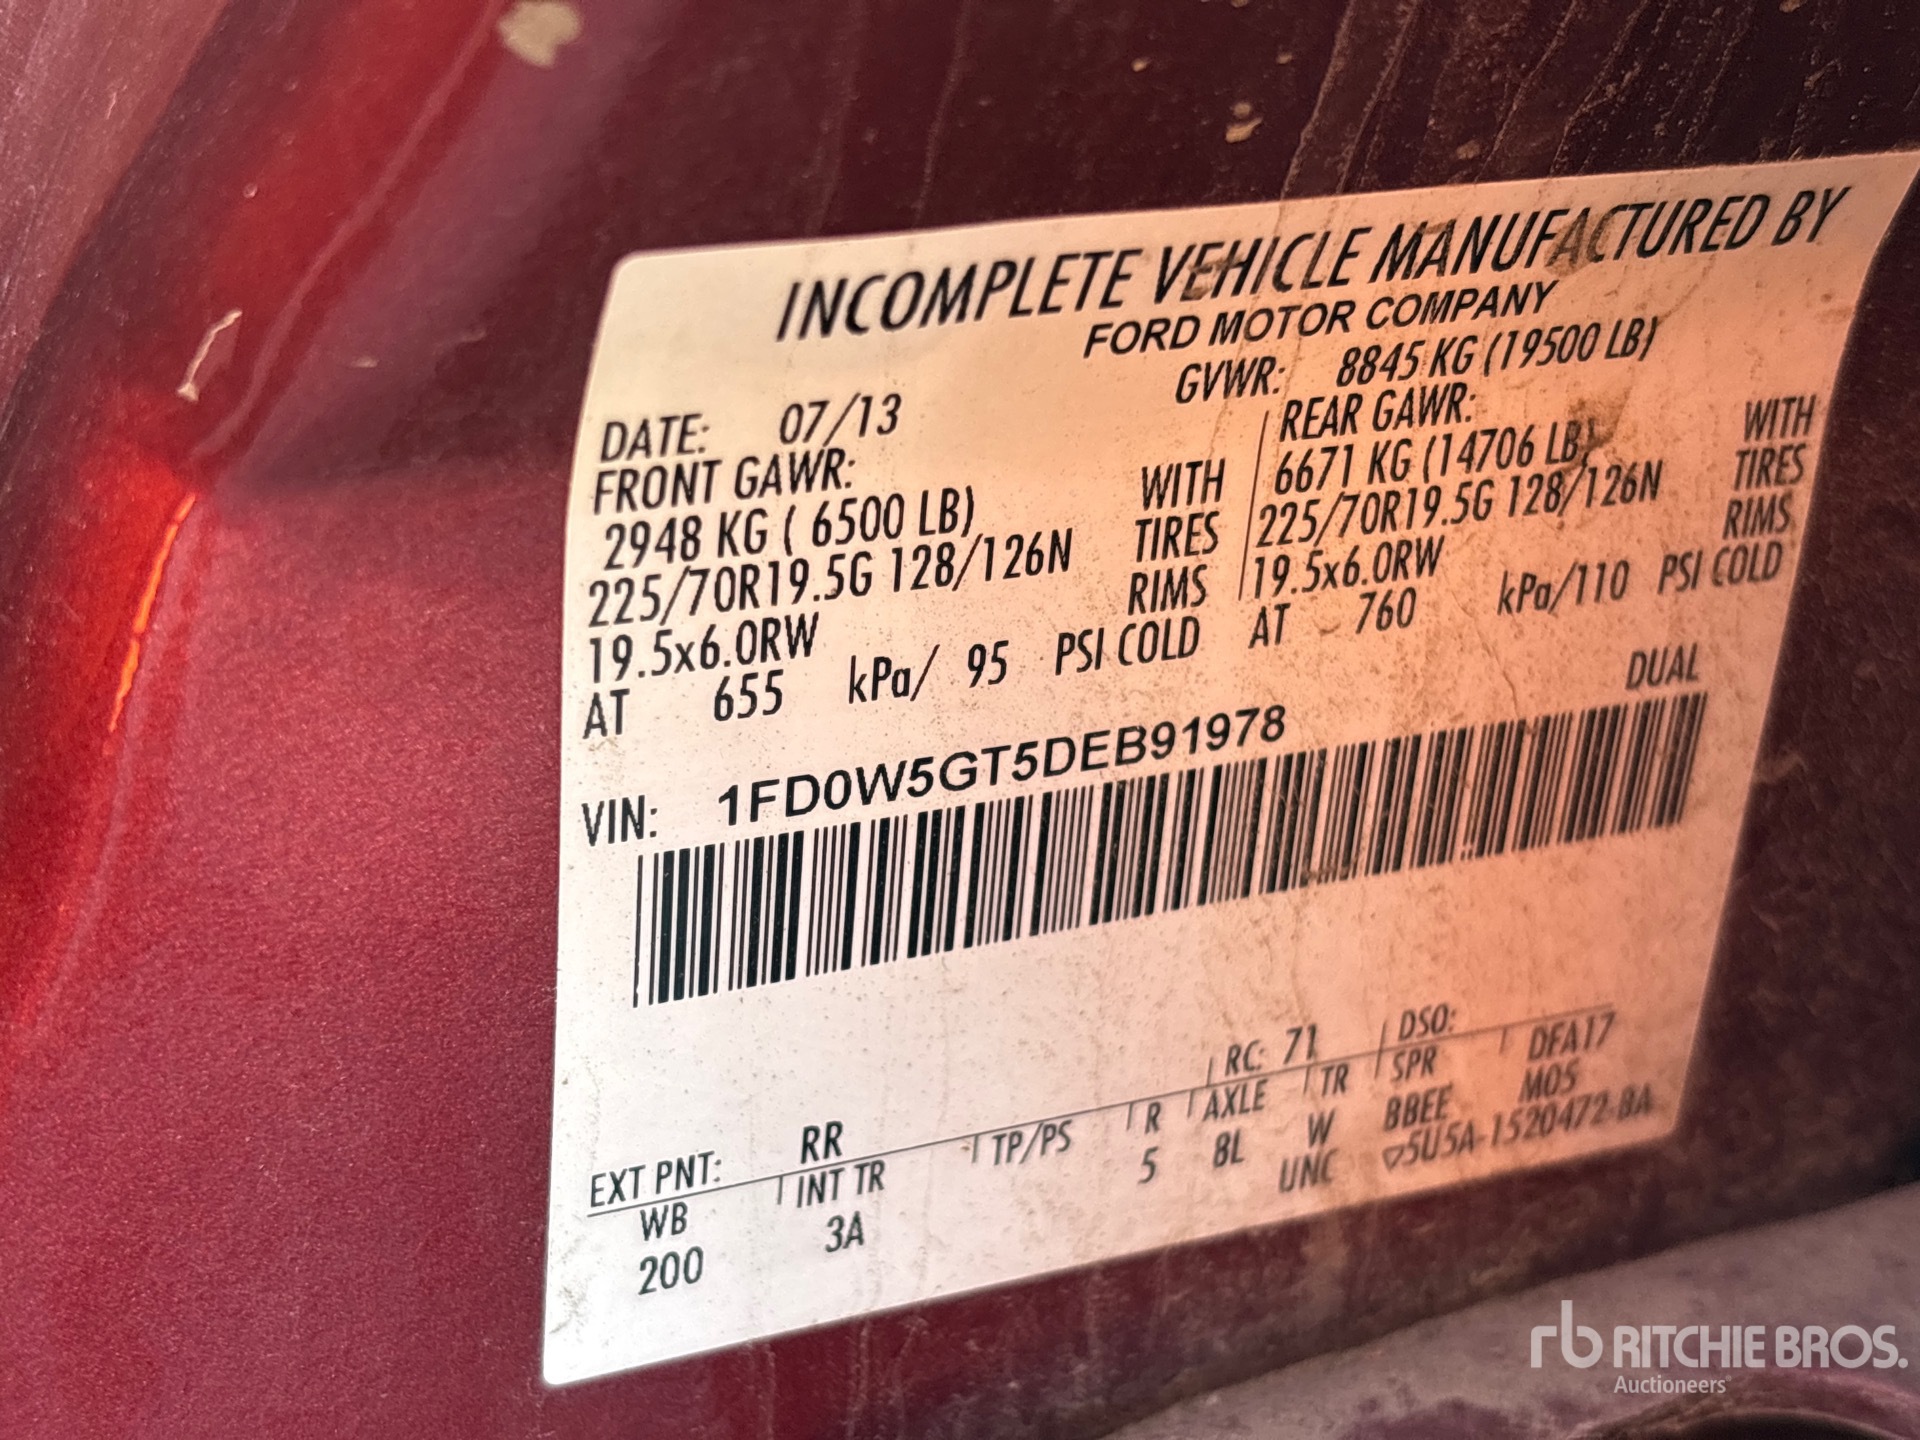 INCOMPLETE VEHICLE MANUFACTURED BY
FORD MOTOR COMPANY
DATE: 07/13 GVWR: 8845 KG (19500 LB)
FRONT GAWR: REAR GAWR:
2948 KG ( 6500 LB) WITH 6671 KG (14706 LB) WITH
225/70R19.5G 128/126N TIRES 225/70R19.5G 128/126N TIRES
19.5x6.0RW RIMS 19.5x6.0RW RIMS
AT 655 kPa/ 95 PSI COLD AT 760 kPa/110 PSI COLD
DUAL
VIN: 1FD0W5GT5DEB91978
EXT PNT: RR RC: 71 DSO:
WB INT TR TP/PS R AXLE TR SPR DFA17
200 3A 5 8L W BBEE M05
UNC ▽5U5A-1520472-BA
rb RITCHIE BROS.
Auctioneers